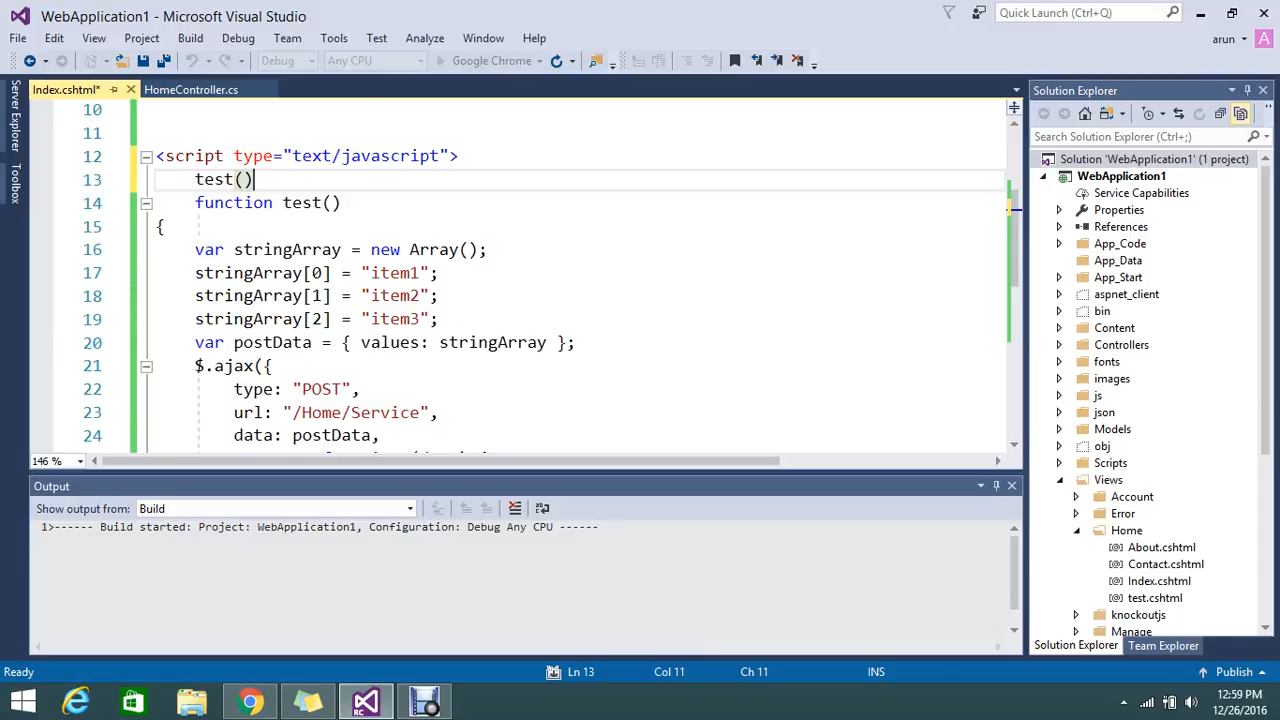 WebApplication1 - Microsoft Visual Studio
Quick Launch (Ctrl+Q)
File Edit View Project Build Debug Team Tools Test Analyze Window Help
arun A
Debug Any CPU Google Chrome
Index.cshtml* HomeController.cs
Server Explorer
Toolbox
10
11
12 <script type="text/javascript">
13 test()
14 function test()
15 {
16 var stringArray = new Array();
17 stringArray[0] = "item1";
18 stringArray[1] = "item2";
19 stringArray[2] = "item3";
20 var postData = { values: stringArray };
21 $.ajax({
22 type: "POST",
23 url: "/Home/Service",
24 data: postData,
146 %
Output
Show output from: Build
1>------ Build started: Project: WebApplication1, Configuration: Debug Any CPU ------
Solution Explorer
Search Solution Explorer (Ctrl+;)
Solution 'WebApplication1' (1 project)
WebApplication1
Service Capabilities
Properties
References
App_Code
App_Data
App_Start
aspnet_client
bin
Content
Controllers
fonts
images
js
json
Models
obj
Scripts
Views
Account
Error
Home
About.cshtml
Contact.cshtml
Index.cshtml
test.cshtml
knockoutjs
Manage
Solution Explorer Team Explorer
Ready Ln 13 Col 11 Ch 11 INS Publish
RC
12:59 PM
12/26/2016